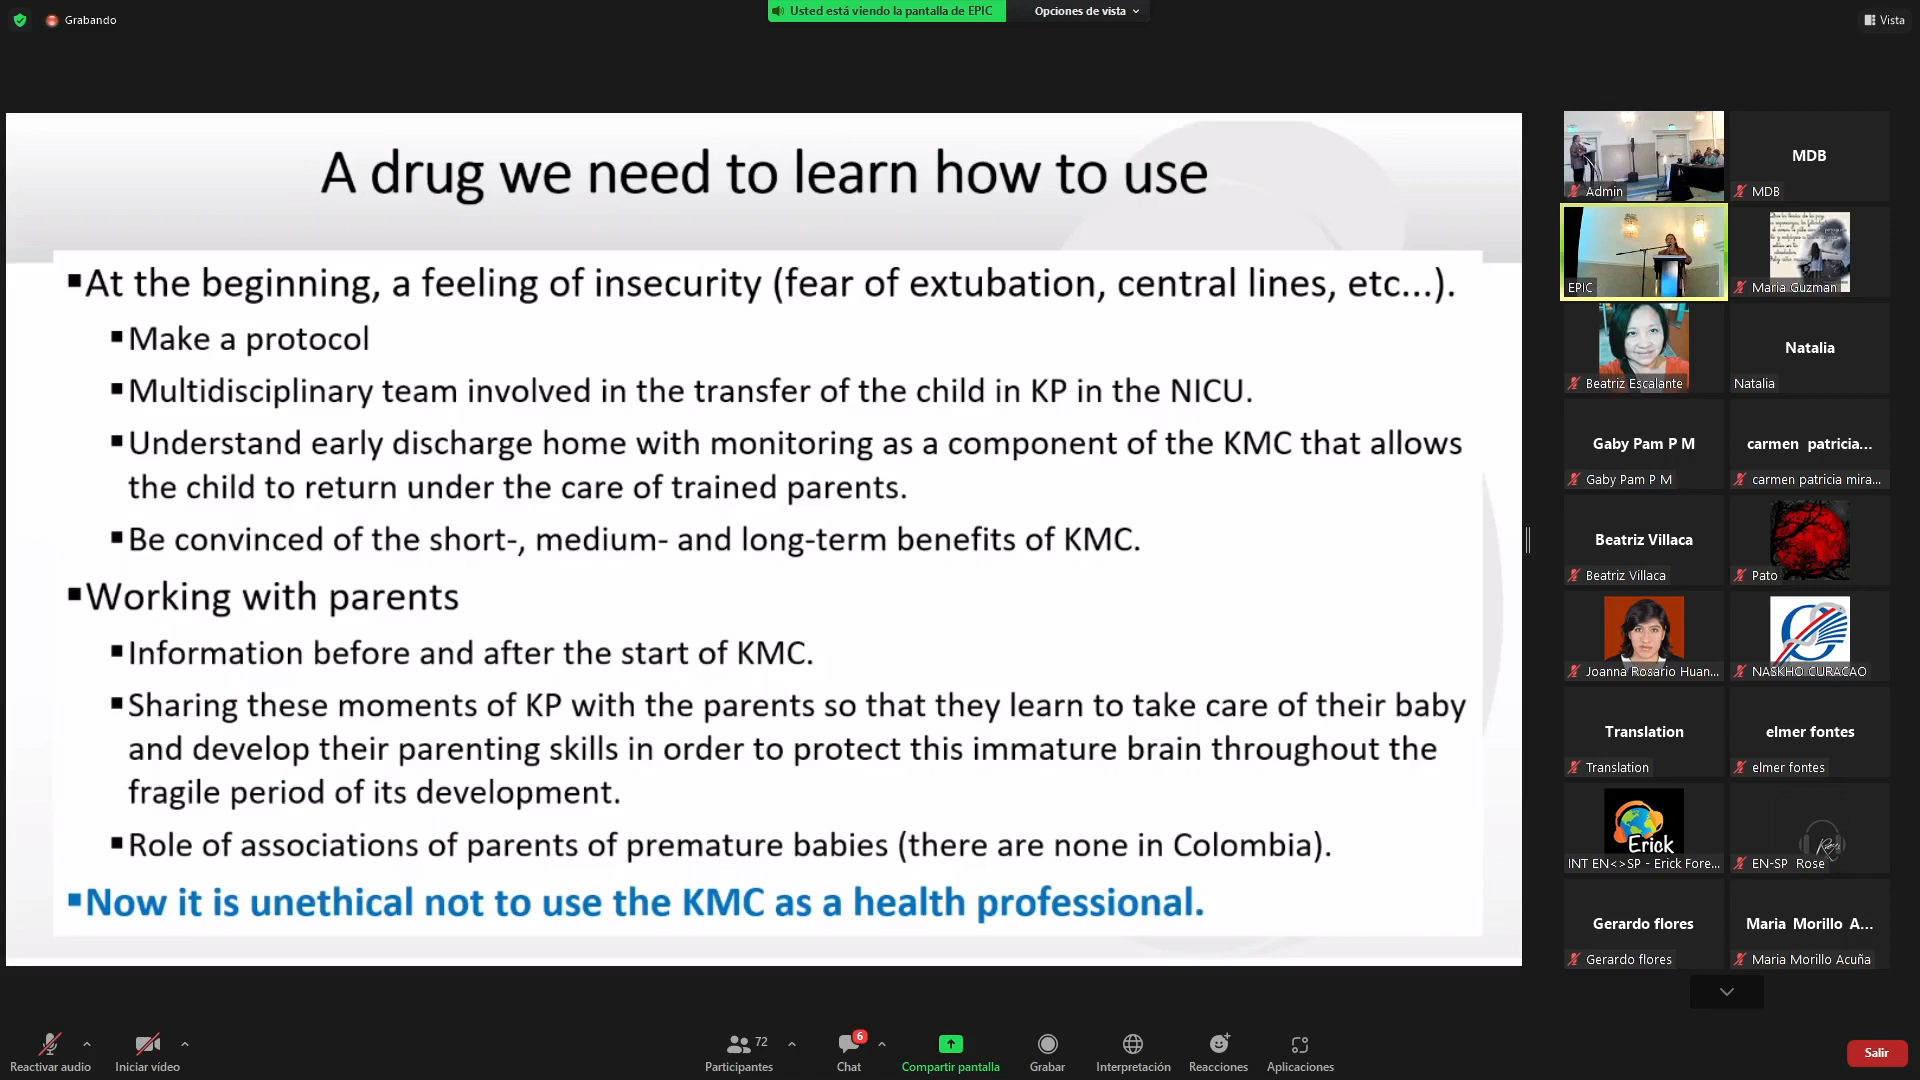 Grabando
Usted está viendo la pantalla de EPIC
Opciones de vista
Vista
A drug we need to learn how to use
▪At the beginning, a feeling of insecurity (fear of extubation, central lines, etc...).
▪Make a protocol
▪Multidisciplinary team involved in the transfer of the child in KP in the NICU.
▪Understand early discharge home with monitoring as a component of the KMC that allows
the child to return under the care of trained parents.
▪Be convinced of the short-, medium- and long-term benefits of KMC.
▪Working with parents
▪Information before and after the start of KMC.
▪Sharing these moments of KP with the parents so that they learn to take care of their baby
and develop their parenting skills in order to protect this immature brain throughout the
fragile period of its development.
▪Role of associations of parents of premature babies (there are none in Colombia).
▪Now it is unethical not to use the KMC as a health professional.
Admin
MDB
MDB
EPIC
Maria Guzman
Beatriz Escalante
Natalia
Natalia
Gaby Pam P M
Gaby Pam P M
carmen patricia...
carmen patricia mira...
Beatriz Villaca
Beatriz Villaca
Pato
Joanna Rosario Huan...
NASKHO CURACAO
Translation
Translation
elmer fontes
elmer fontes
Erick
INT EN<>SP - Erick Fore...
EN-SP Rose
Gerardo flores
Gerardo flores
Maria Morillo A...
Maria Morillo Acuña
Reactivar audio
Iniciar vídeo
72
Participantes
6
Chat
Compartir pantalla
Grabar
Interpretación
Reacciones
Aplicaciones
Salir